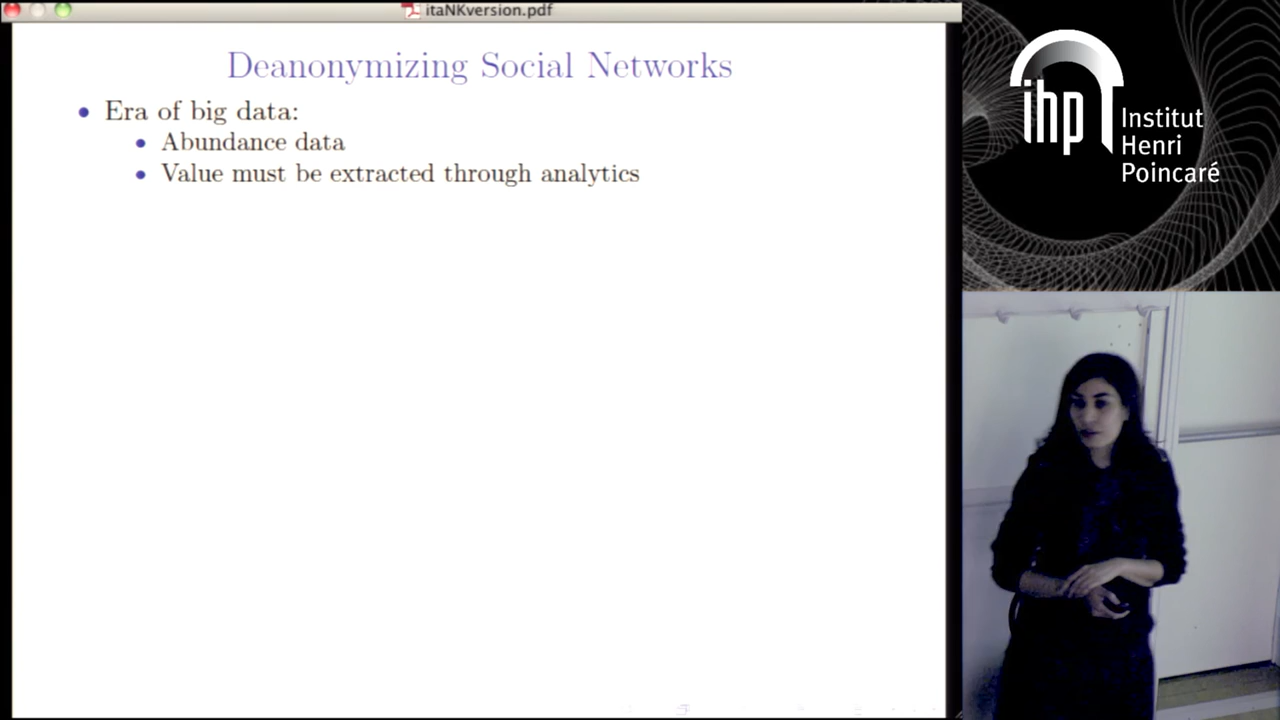 itaNKversion.pdf
Deanonymizing Social Networks
Era of big data:
Abundance data
Value must be extracted through analytics
ihp
Institut
Henri
Poincaré